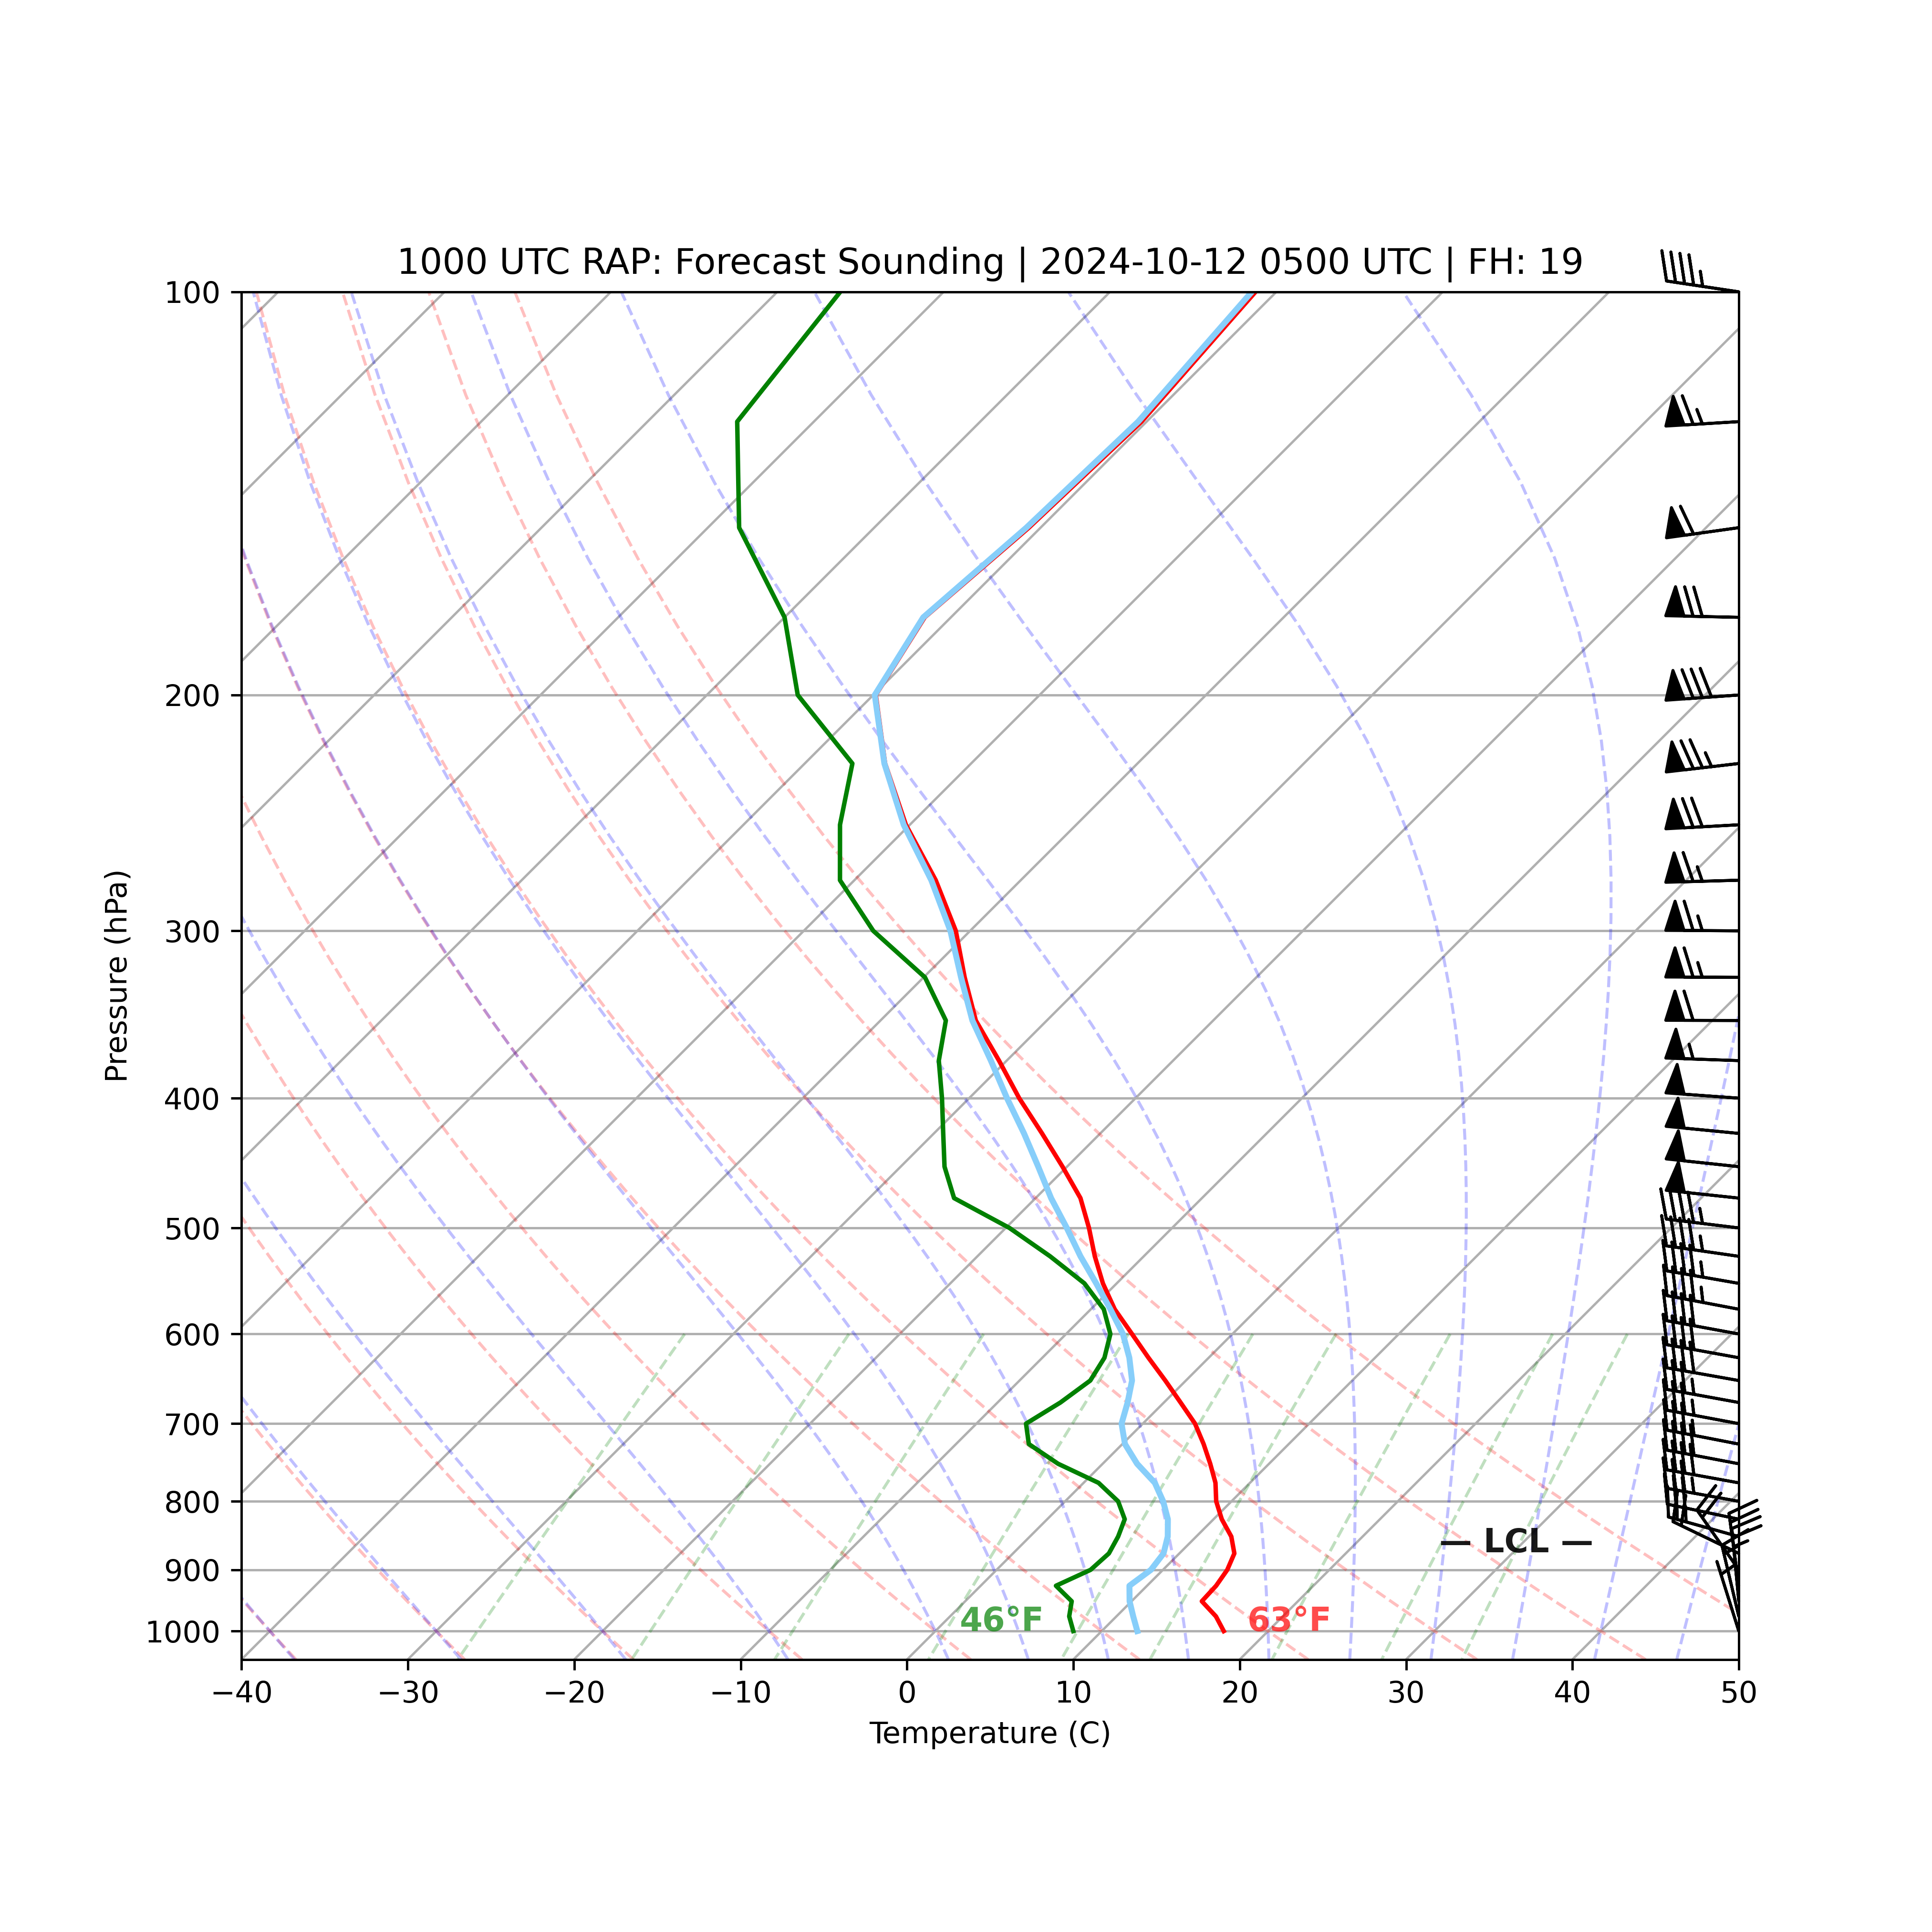 1000 UTC RAP: Forecast Sounding | 2024-10-12 0500 UTC | FH: 19
100
200
300
400
500
600
700
800
900
1000
Pressure (hPa)
— LCL —
46°F
63°F
−40 −30 −20 −10 0 10 20 30 40 50
Temperature (C)